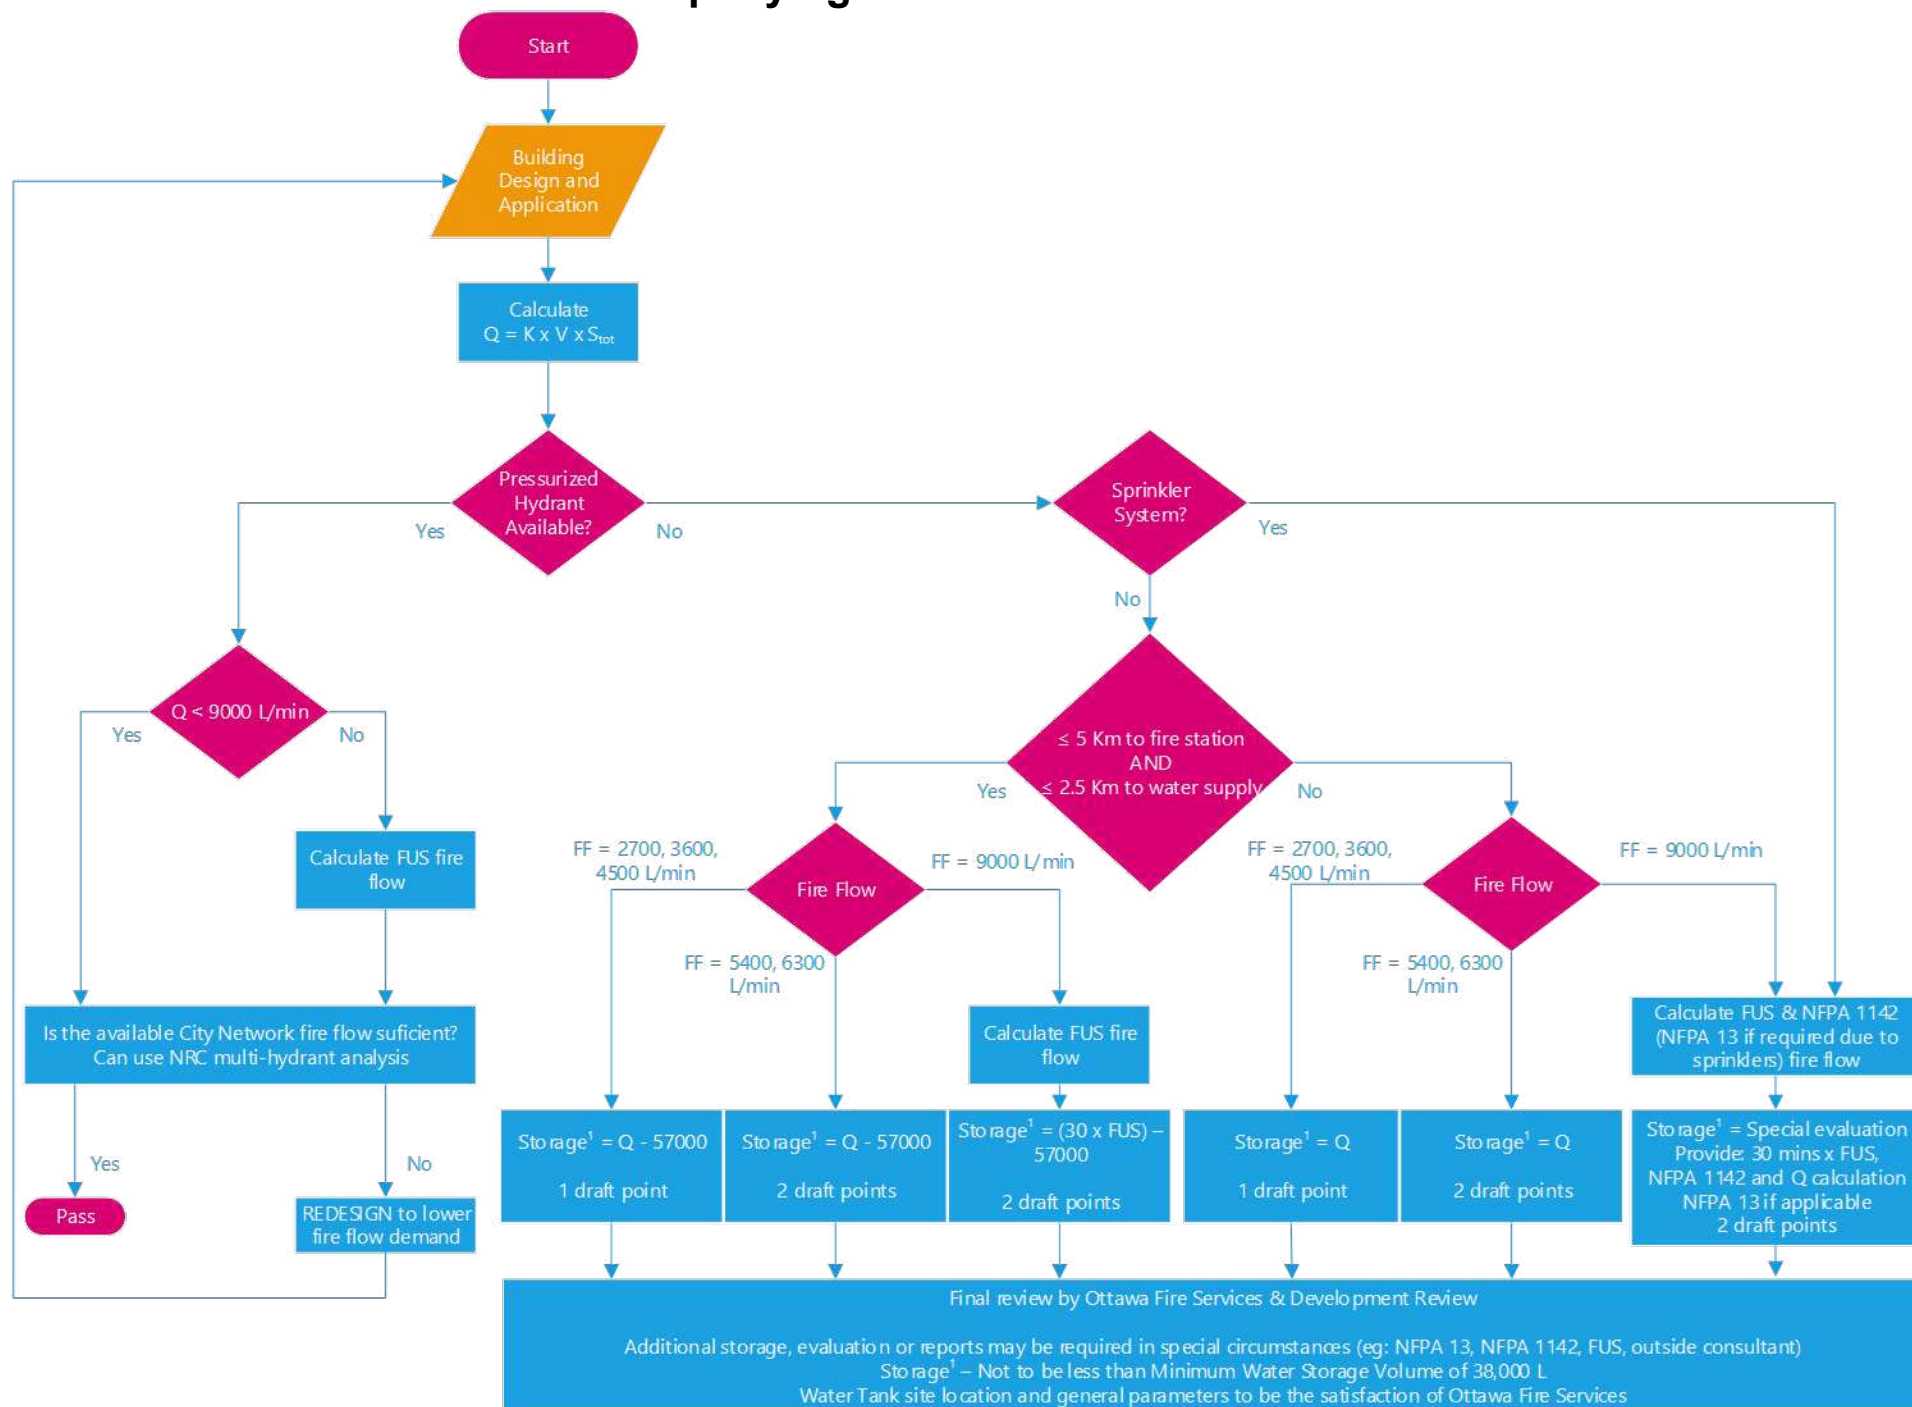 Start
Building
Design and
Application
Calculate
Q = K x V x Stot
Pressurized
Hydrant
Available?
Yes
No
Sprinkler
System?
Yes
No
Q < 9000 L/min
Yes
No
≤ 5 Km to fire station
AND
≤ 2.5 Km to water supply
Yes
No
Calculate FUS fire
flow
FF = 2700, 3600,
4500 L/min
Fire Flow
FF = 9000 L/min
FF = 5400, 6300
L/min
FF = 2700, 3600,
4500 L/min
Fire Flow
FF = 9000 L/min
FF = 5400, 6300
L/min
Is the available City Network fire flow suficient?
Can use NRC multi-hydrant analysis
Calculate FUS fire
flow
Calculate FUS & NFPA 1142
(NFPA 13 if required due to
sprinklers) fire flow
Yes
No
Pass
REDESIGN to lower
fire flow demand
Storage¹ = Q - 57000
1 draft point
Storage¹ = Q - 57000
2 draft points
Storage¹ = (30 x FUS) –
57000
2 draft points
Storage¹ = Q
1 draft point
Storage¹ = Q
2 draft points
Storage¹ = Special evaluation
Provide: 30 mins x FUS,
NFPA 1142 and Q calculation
NFPA 13 if applicable
2 draft points
Final review by Ottawa Fire Services & Development Review
Additional storage, evaluation or reports may be required in special circumstances (eg: NFPA 13, NFPA 1142, FUS, outside consultant)
Storage¹ – Not to be less than Minimum Water Storage Volume of 38,000 L
Water Tank site location and general parameters to be the satisfaction of Ottawa Fire Services